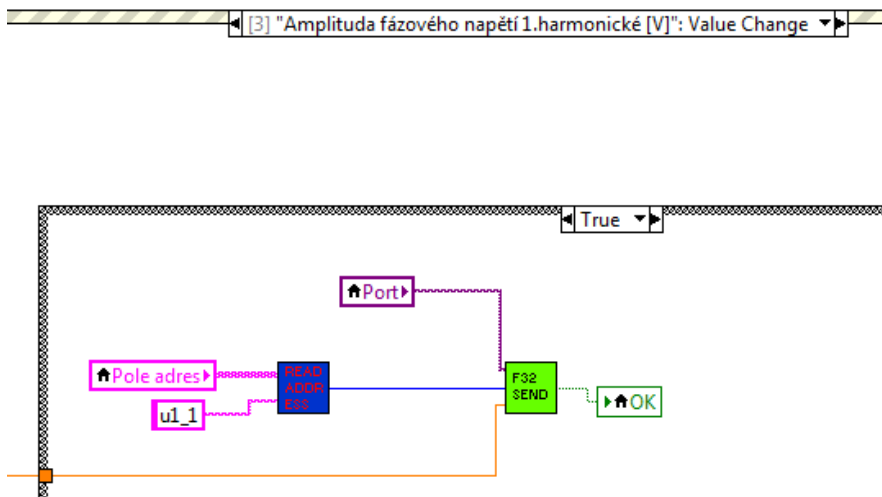 [3] "Amplituda fázového napětí 1.harmonické [V]": Value Change
True
Port
Pole adres
READ
ADDR
ESS
F32
SEND
OK
u1_1